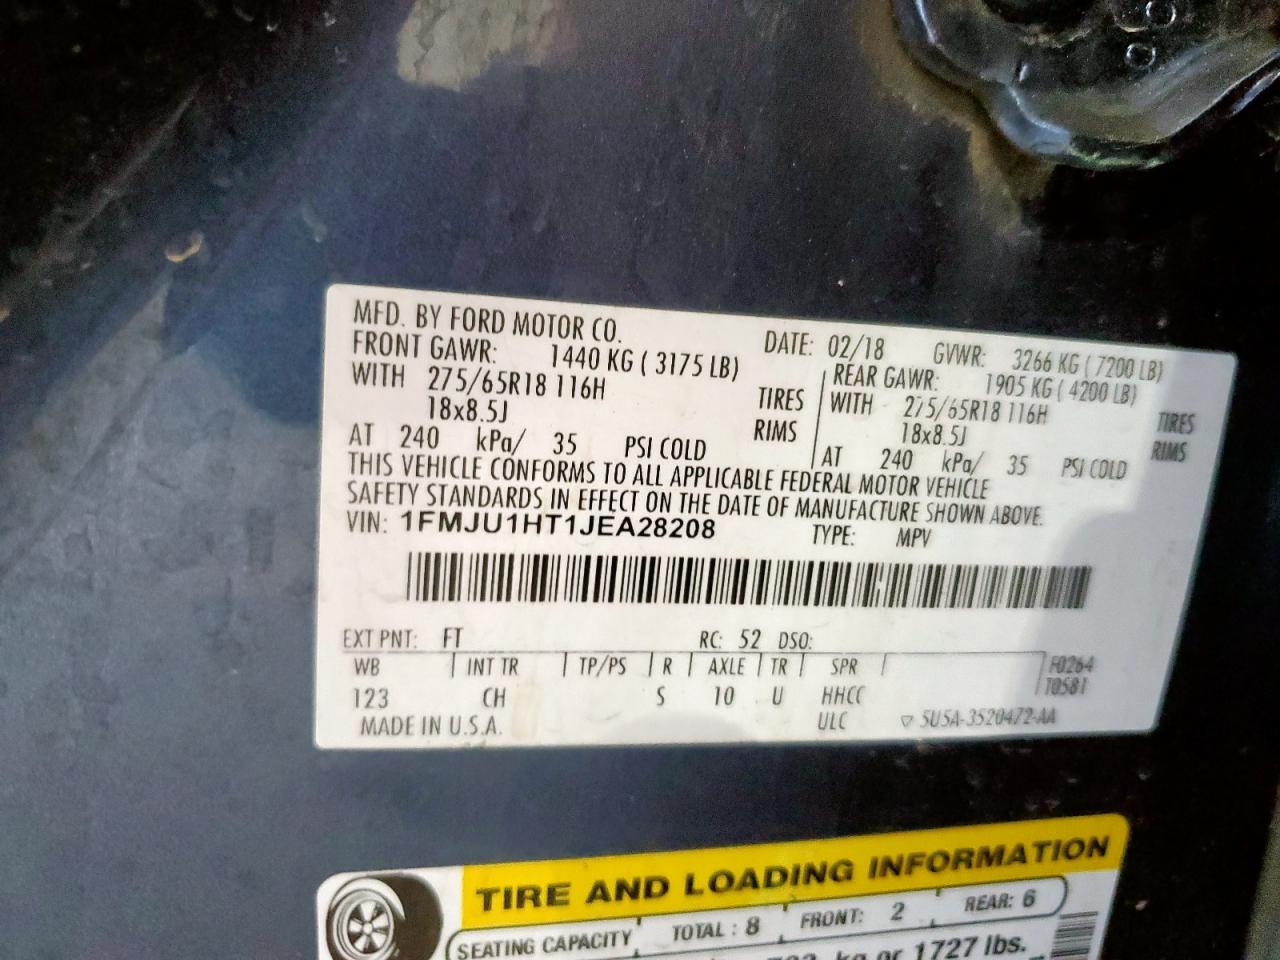 MFD. BY FORD MOTOR CO.
DATE: 02/18 GVWR: 3266 KG ( 7200 LB)
FRONT GAWR: 1440 KG ( 3175 LB)
REAR GAWR: 1905 KG ( 4200 LB)
WITH 275/65R18 116H TIRES
WITH 275/65R18 116H TIRES
18x8.5J RIMS
18x8.5J RIMS
AT 240 kPa/ 35 PSI COLD
AT 240 kPa/ 35 PSI COLD
THIS VEHICLE CONFORMS TO ALL APPLICABLE FEDERAL MOTOR VEHICLE
SAFETY STANDARDS IN EFFECT ON THE DATE OF MANUFACTURE SHOWN ABOVE.
VIN: 1FMJU1HT1JEA28208 TYPE: MPV
EXT PNT: FT RC: 52 DSO:
WB INT TR TP/PS R AXLE TR SPR F0264
123 CH S 10 U HHCC T0581
MADE IN U.S.A. ULC ▽ 5U5A-3520472-AA
TIRE AND LOADING INFORMATION
SEATING CAPACITY TOTAL : 8 FRONT: 2 REAR: 6
kg or 1727 lbs.